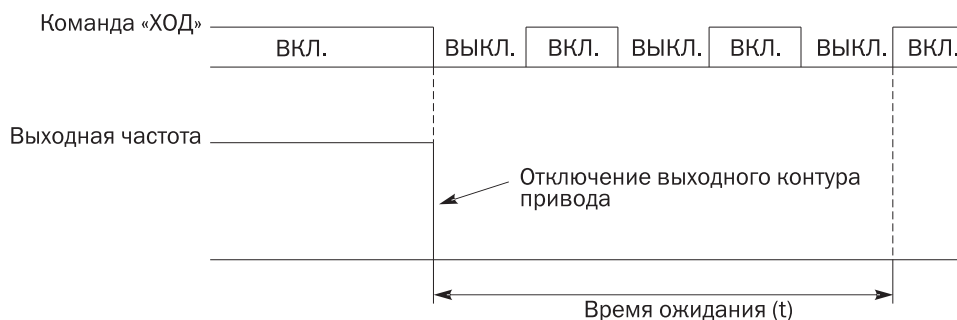 Команда «ХОД»
ВКЛ. ВЫКЛ. ВКЛ. ВЫКЛ. ВКЛ. ВЫКЛ. ВКЛ.
Выходная частота
Отключение выходного контура
привода
Время ожидания (t)